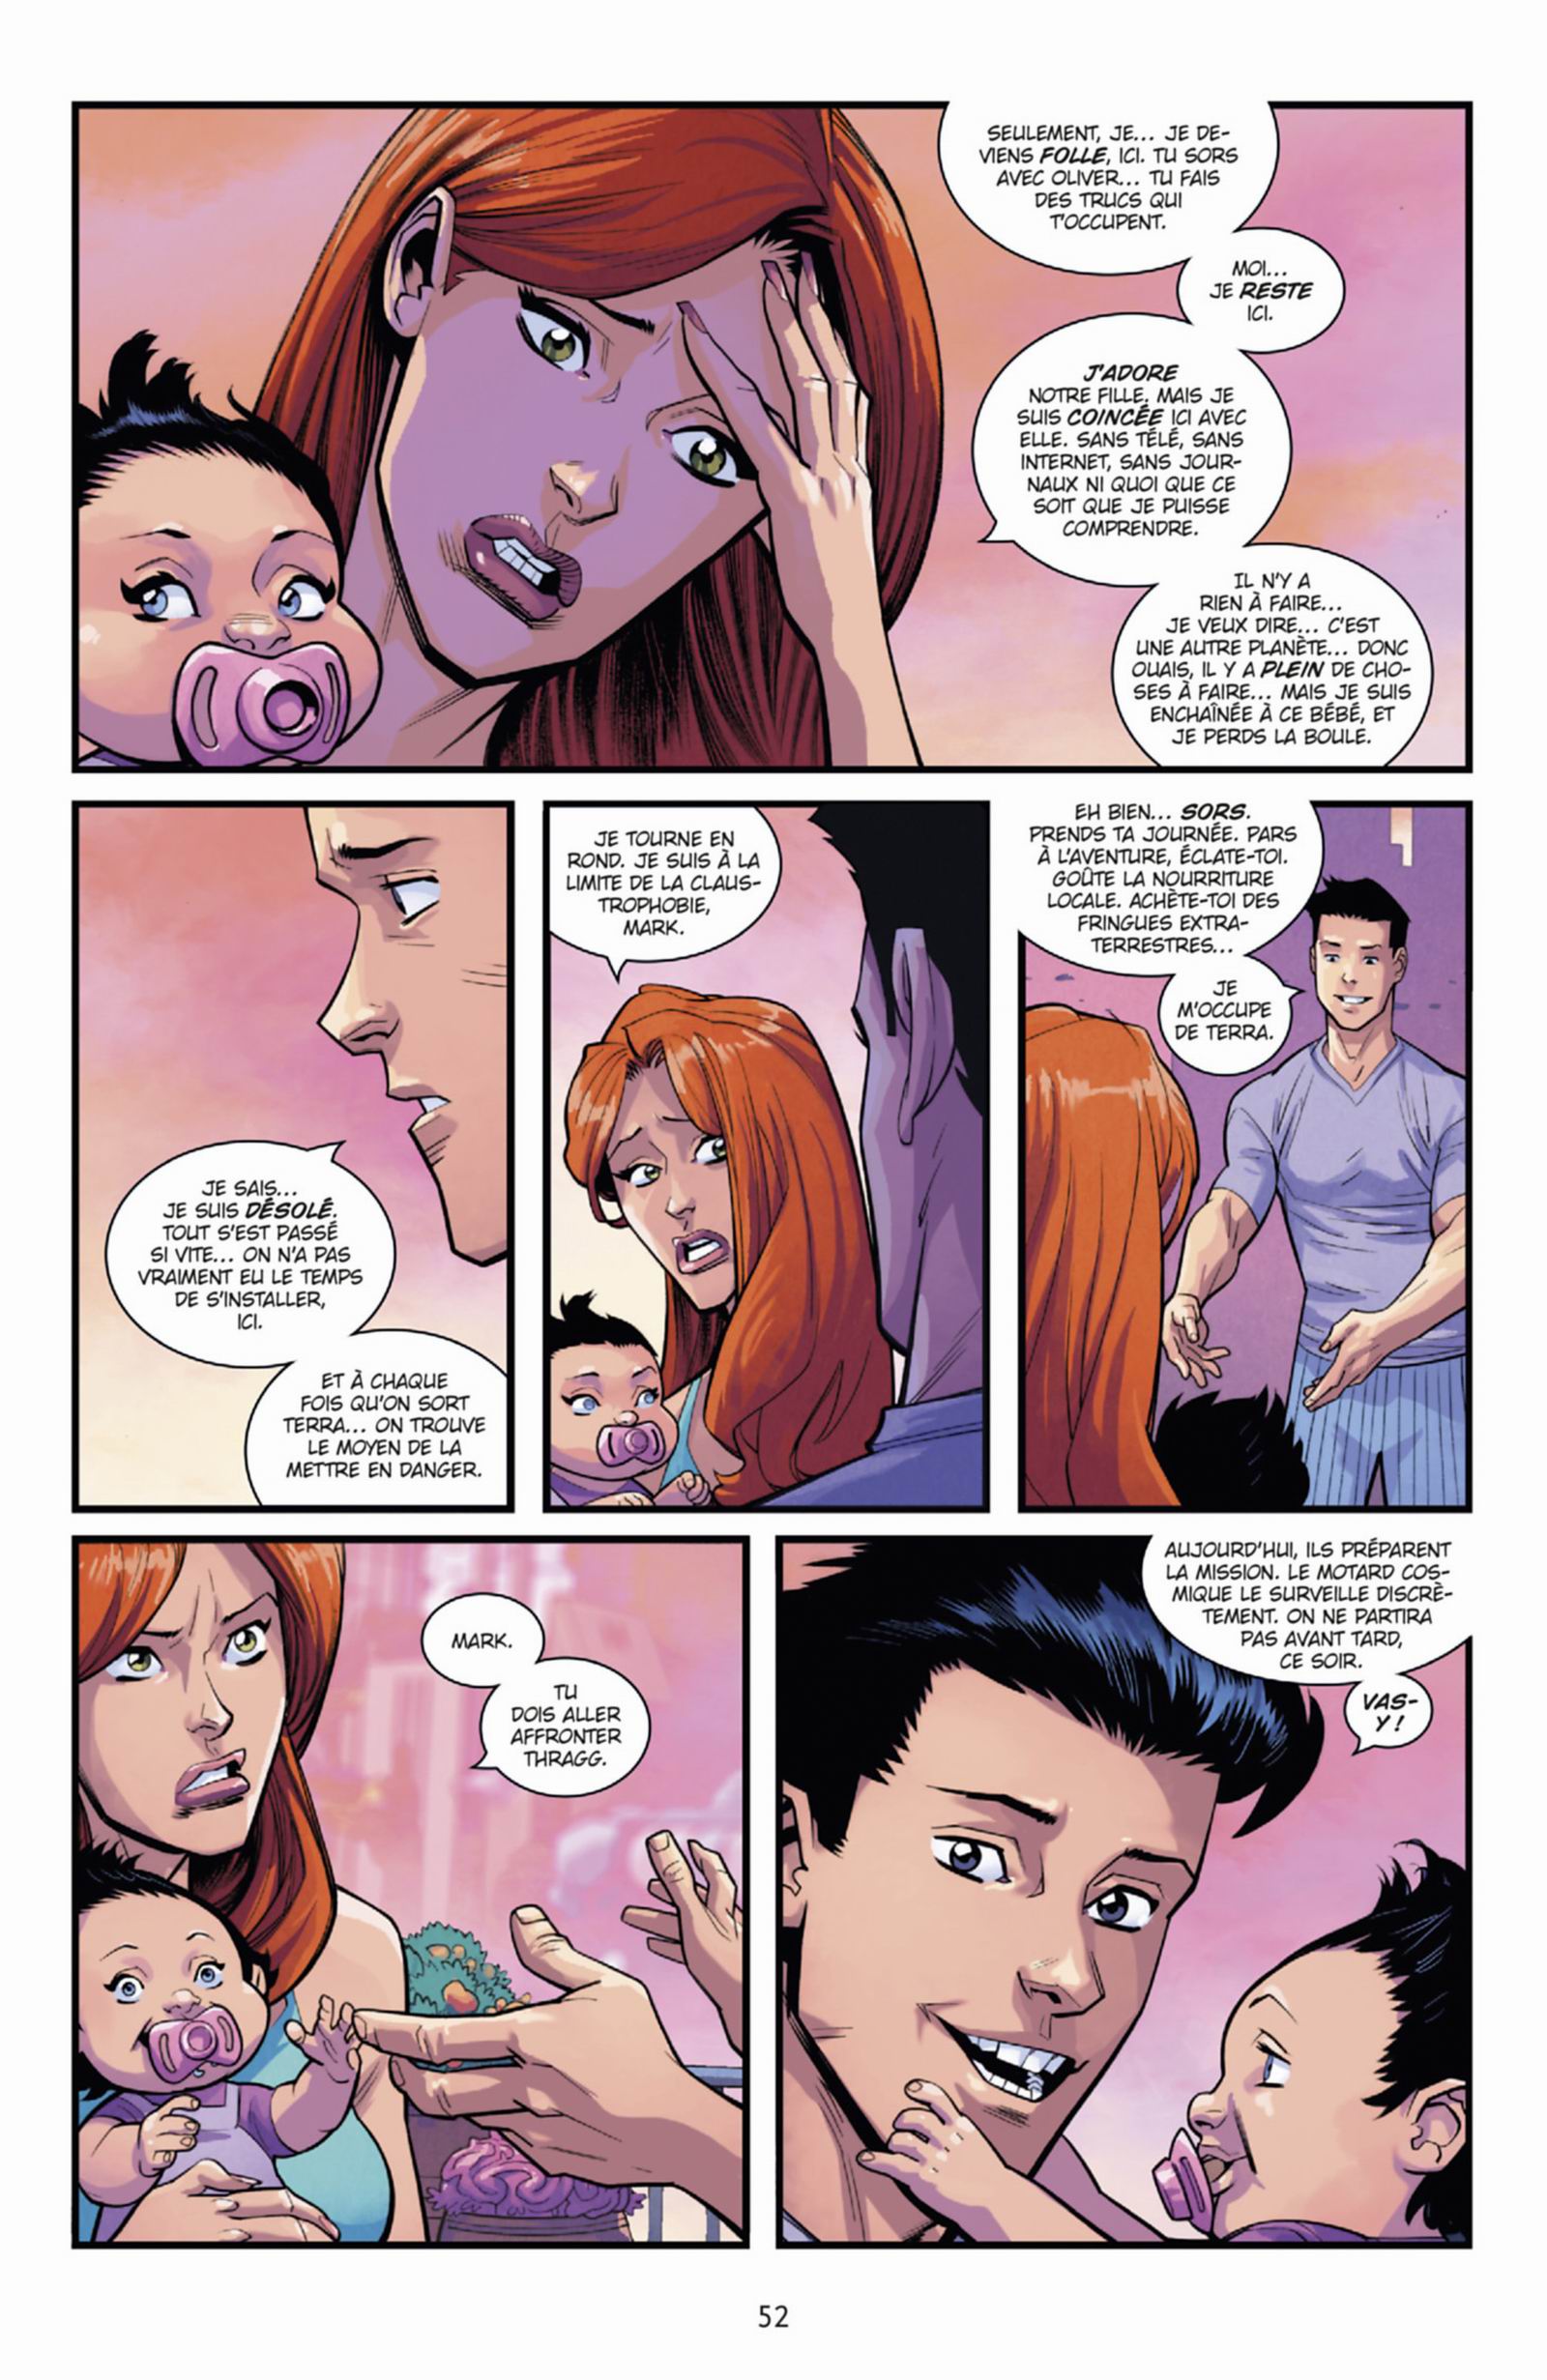 SEULEMENT, JE... JE DE-
VIENS FOLLE, ICI. TU SORS
AVEC OLIVER... TU FAIS
DES TRUCS QUI
T'OCCUPENT.
MOI...
JE RESTE
ICI.
J'ADORE
NOTRE FILLE. MAIS JE
SUIS COINCÉE ICI AVEC
ELLE. SANS TÉLÉ, SANS
INTERNET, SANS JOUR-
NAUX NI QUOI QUE CE
SOIT QUE JE PUISSE
COMPRENDRE.
IL N'Y A
RIEN À FAIRE...
JE VEUX DIRE... C'EST
UNE AUTRE PLANÈTE... DONC
OUAIS, IL Y A PLEIN DE CHO-
SES À FAIRE... MAIS JE SUIS
ENCHAÎNÉE À CE BÉBÉ, ET
JE PERDS LA BOULE.
JE SAIS...
JE SUIS DÉSOLÉ.
TOUT S'EST PASSÉ
SI VITE... ON N'A PAS
VRAIMENT EU LE TEMPS
DE S'INSTALLER,
ICI.
ET À CHAQUE
FOIS QU'ON SORT
TERRA... ON TROUVE
LE MOYEN DE LA
METTRE EN DANGER.
JE TOURNE EN
ROND. JE SUIS À LA
LIMITE DE LA CLAUS-
TROPHOBIE,
MARK.
EH BIEN... SORS.
PRENDS TA JOURNÉE. PARS
À L'AVENTURE, ÉCLATE-TOI.
GOÛTE LA NOURRITURE
LOCALE. ACHÈTE-TOI DES
FRINGUES EXTRA-
TERRESTRES...
JE
M'OCCUPE
DE TERRA.
MARK.
TU
DOIS ALLER
AFFRONTER
THRAGG.
AUJOURD'HUI, ILS PRÉPARENT
LA MISSION. LE MOTARD COS-
MIQUE LE SURVEILLE DISCRÈ-
TEMENT. ON NE PARTIRA
PAS AVANT TARD,
CE SOIR.
VAS-
Y !
52